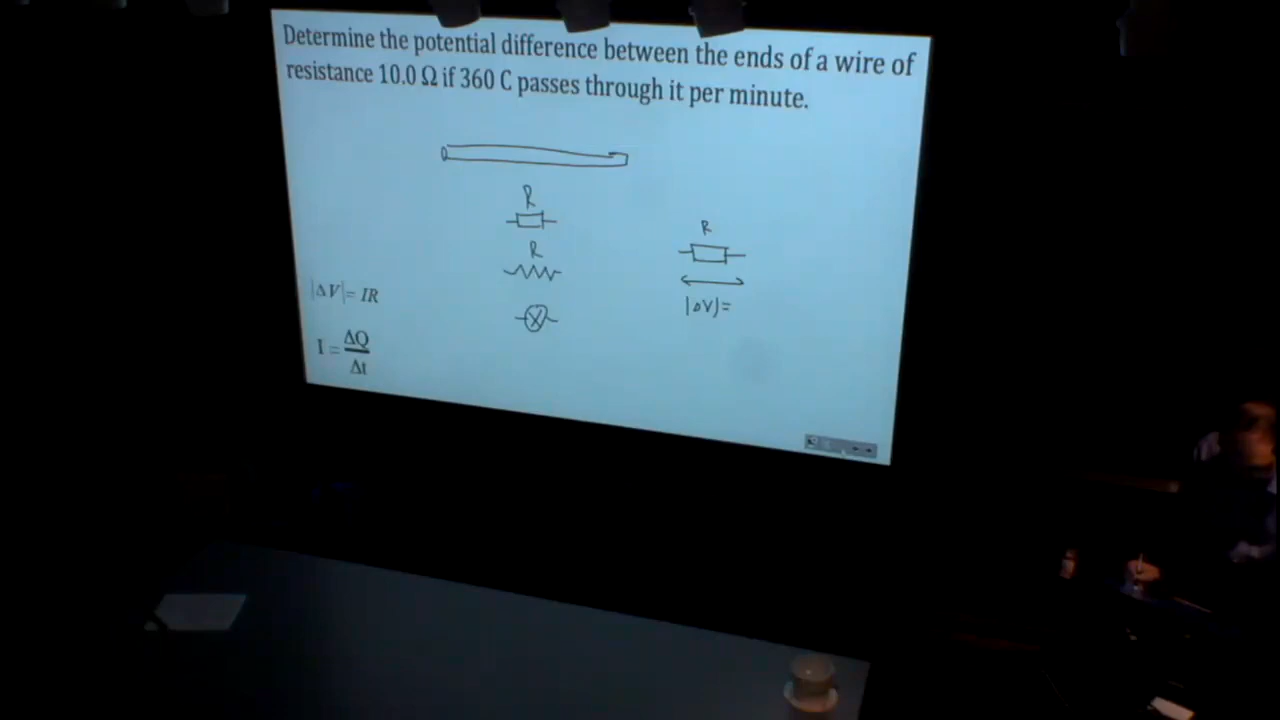 Determine the potential difference between the ends of a wire of
resistance 10.0 Ω if 360 C passes through it per minute.
R
R
R
|ΔV|=
|ΔV|= IR
I = ΔQ/Δt